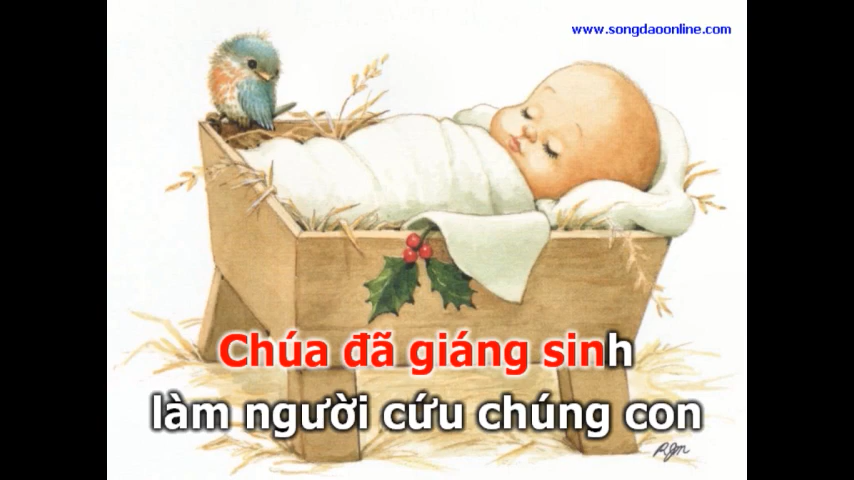 www.songdaoonline.com
Chúa đã giáng sinh
làm người cứu chúng con